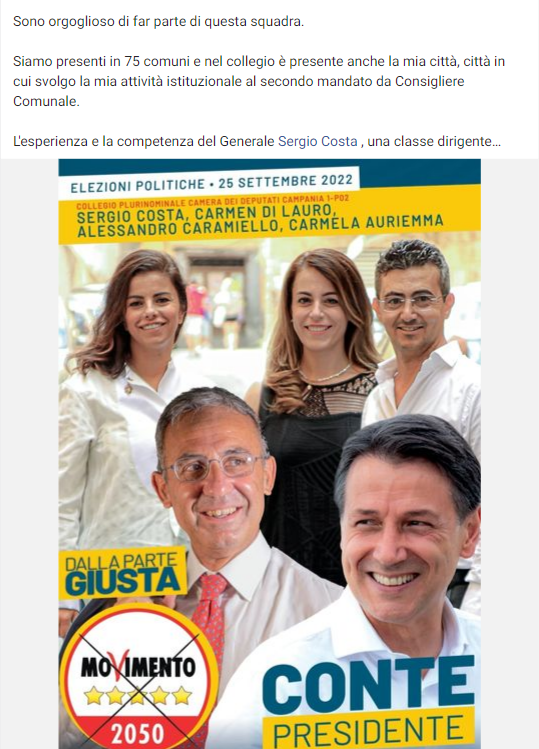 Sono orgoglioso di far parte di questa squadra.
Siamo presenti in 75 comuni e nel collegio è presente anche la mia città, città in
cui svolgo la mia attività istituzionale al secondo mandato da Consigliere
Comunale.
L'esperienza e la competenza del Generale Sergio Costa , una classe dirigente...
ELEZIONI POLITICHE • 25 SETTEMBRE 2022
COLLEGIO PLURINOMINALE CAMERA DEI DEPUTATI CAMPANIA 1-P02
SERGIO COSTA, CARMEN DI LAURO,
ALESSANDRO CARAMIELLO, CARMELA AURIEMMA
DALLA PARTE
GIUSTA
MOVIMENTO
2050
CONTE
PRESIDENTE